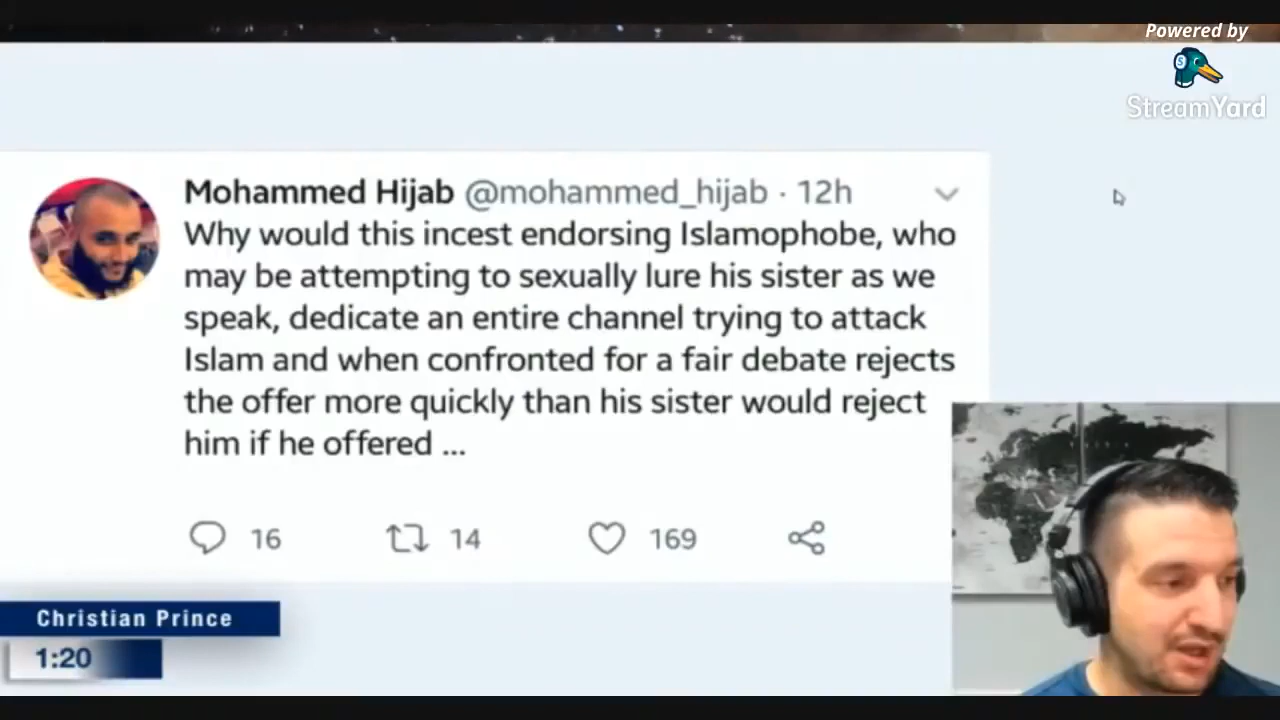 Powered by
StreamYard
Mohammed Hijab @mohammed_hijab · 12h
Why would this incest endorsing Islamophobe, who
may be attempting to sexually lure his sister as we
speak, dedicate an entire channel trying to attack
Islam and when confronted for a fair debate rejects
the offer more quickly than his sister would reject
him if he offered ...
16 14 169
Christian Prince
1:20